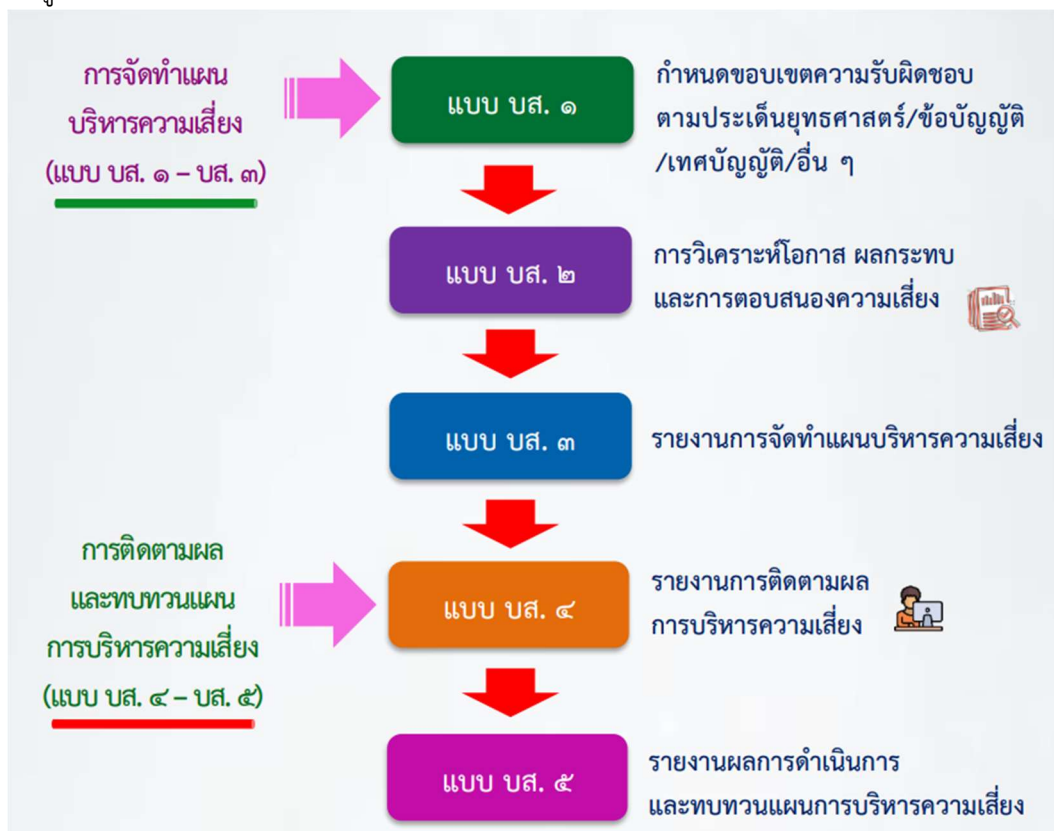 การจัดทำแผน
บริหารความเสี่ยง
(แบบ บส. ๑ – บส. ๓)
แบบ บส. ๑
กำหนดขอบเขตความรับผิดชอบ
ตามประเด็นยุทธศาสตร์/ข้อบัญญัติ
/เทศบัญญัติ/อื่น ๆ
แบบ บส. ๒
การวิเคราะห์โอกาส ผลกระทบ
และการตอบสนองความเสี่ยง
แบบ บส. ๓
รายงานการจัดทำแผนบริหารความเสี่ยง
การติดตามผล
และทบทวนแผน
การบริหารความเสี่ยง
(แบบ บส. ๔ – บส. ๕)
แบบ บส. ๔
รายงานการติดตามผล
การบริหารความเสี่ยง
แบบ บส. ๕
รายงานผลการดำเนินการ
และทบทวนแผนการบริหารความเสี่ยง